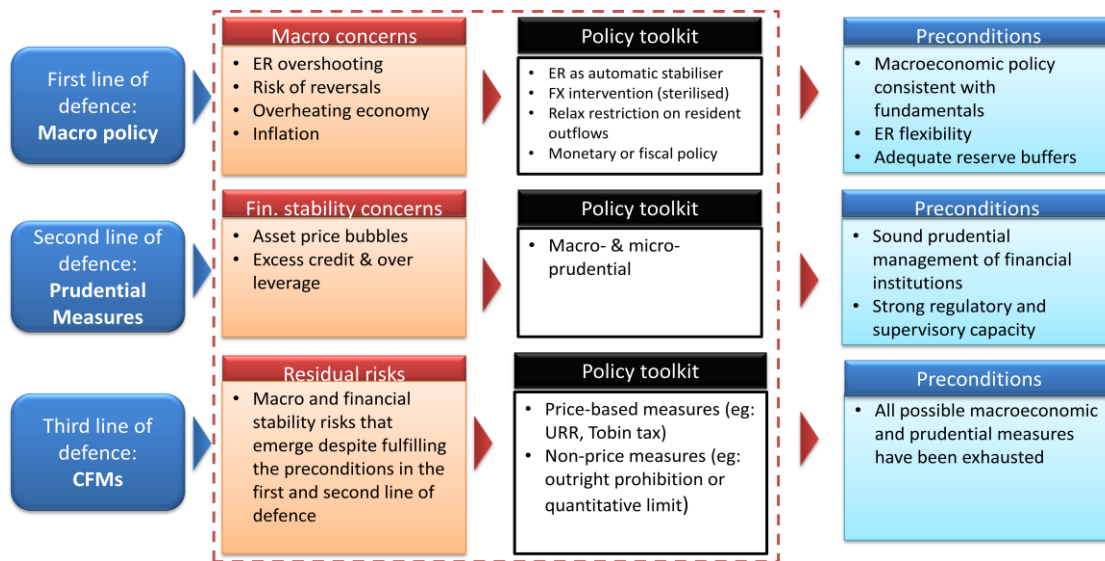 First line of
defence:
Macro policy
Macro concerns
• ER overshooting
• Risk of reversals
• Overheating economy
• Inflation
Policy toolkit
• ER as automatic stabiliser
• FX intervention (sterilised)
• Relax restriction on resident
outflows
• Monetary or fiscal policy
Preconditions
• Macroeconomic policy
consistent with
fundamentals
• ER flexibility
• Adequate reserve buffers
Second line of
defence:
Prudential
Measures
Fin. stability concerns
• Asset price bubbles
• Excess credit & over
leverage
Policy toolkit
• Macro- & micro-
prudential
Preconditions
• Sound prudential
management of financial
institutions
• Strong regulatory and
supervisory capacity
Third line of
defence:
CFMs
Residual risks
• Macro and financial
stability risks that
emerge despite fulfilling
the preconditions in the
first and second line of
defence
Policy toolkit
• Price-based measures (eg:
URR, Tobin tax)
• Non-price measures (eg:
outright prohibition or
quantitative limit)
Preconditions
• All possible macroeconomic
and prudential measures
have been exhausted